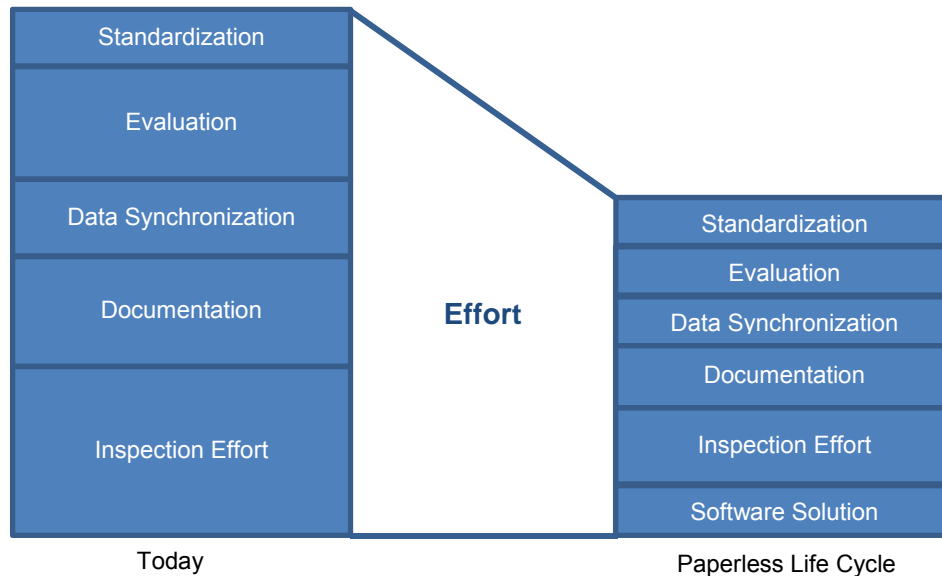 Standardization
Evaluation
Data Synchronization
Documentation
Inspection Effort
Today
Effort
Standardization
Evaluation
Data Synchronization
Documentation
Inspection Effort
Software Solution
Paperless Life Cycle